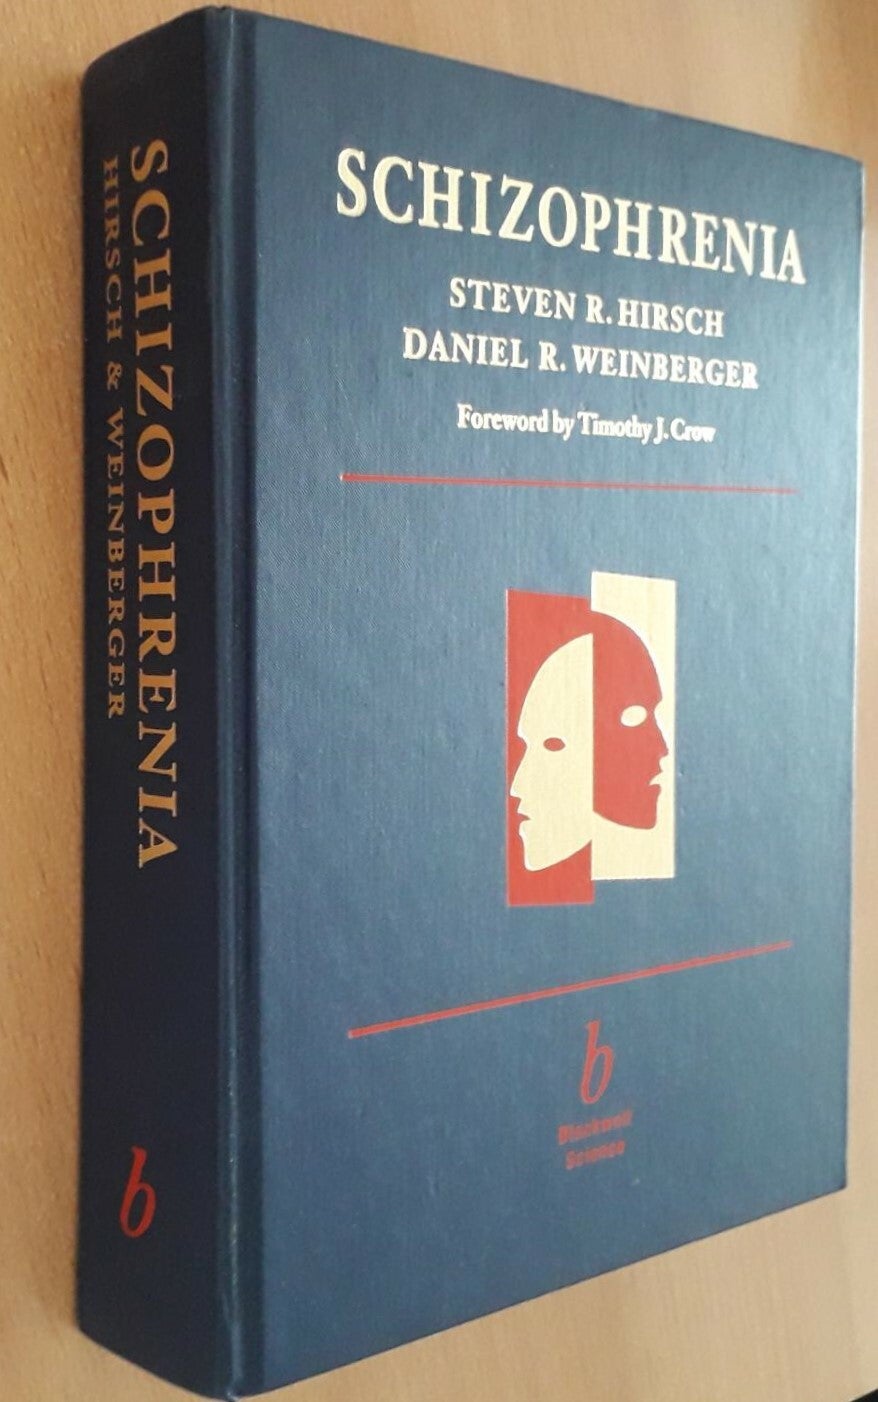 SCHIZOPHRENIA
HIRSCH & WEINBERGER
b
SCHIZOPHRENIA
STEVEN R. HIRSCH
DANIEL R. WEINBERGER
Foreword by Timothy J. Crow
b
Blackwell
Science